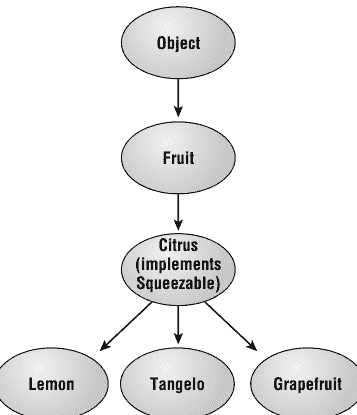 Object
Fruit
Citrus
(implements
Squeezable)
Lemon
Tangelo
Grapefruit